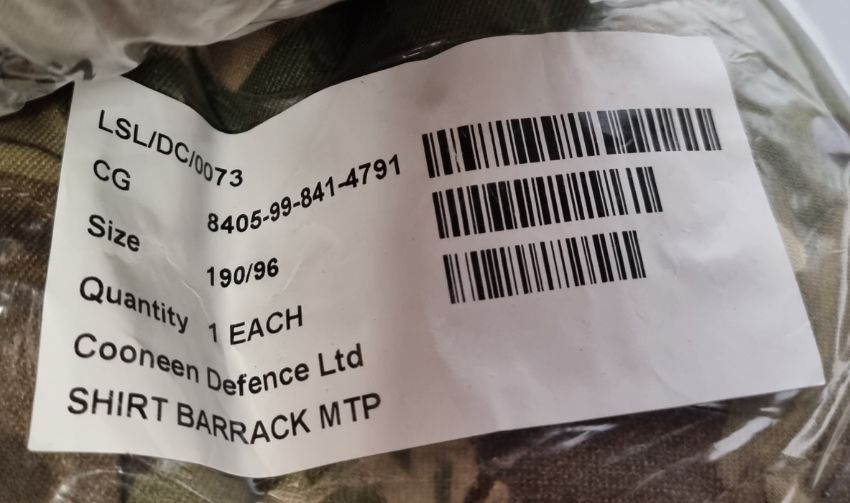 LSL/DC/0073
CG 8405-99-841-4791
Size 190/96
Quantity 1 EACH
Cooneen Defence Ltd
SHIRT BARRACK MTP